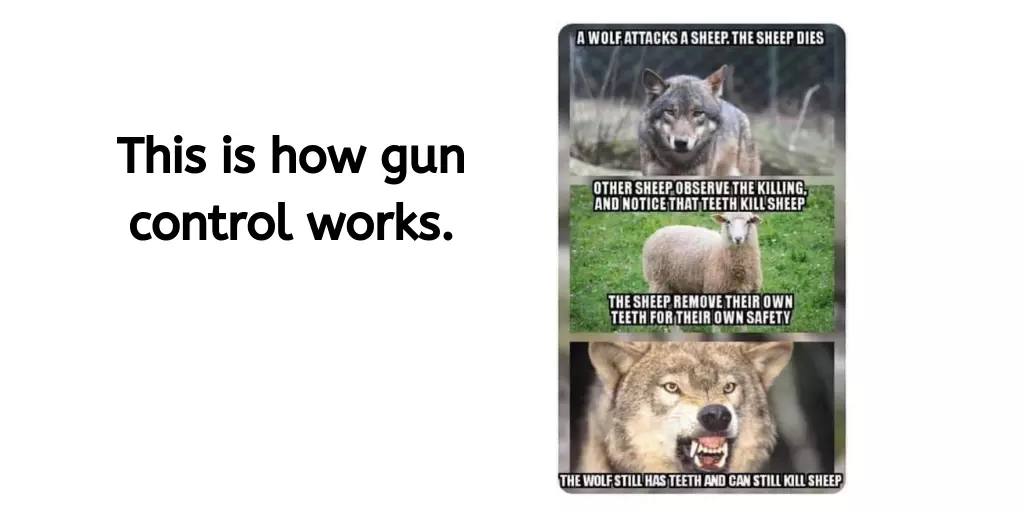 This is how gun
control works.
A WOLF ATTACKS A SHEEP. THE SHEEP DIES
OTHER SHEEP OBSERVE THE KILLING,
AND NOTICE THAT TEETH KILL SHEEP
THE SHEEP REMOVE THEIR OWN
TEETH FOR THEIR OWN SAFETY
THE WOLF STILL HAS TEETH AND CAN STILL KILL SHEEP